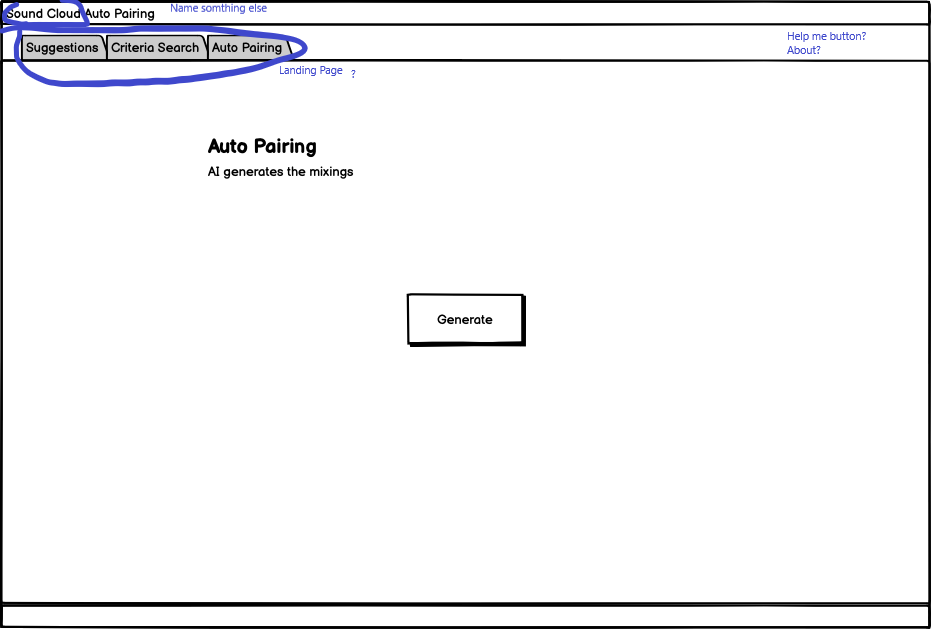 Sound Cloud Auto Pairing Name somthing else
Help me button?
Suggestions Criteria Search Auto Pairing
About?
Landing Page ?
Auto Pairing
AI generates the mixings
Generate